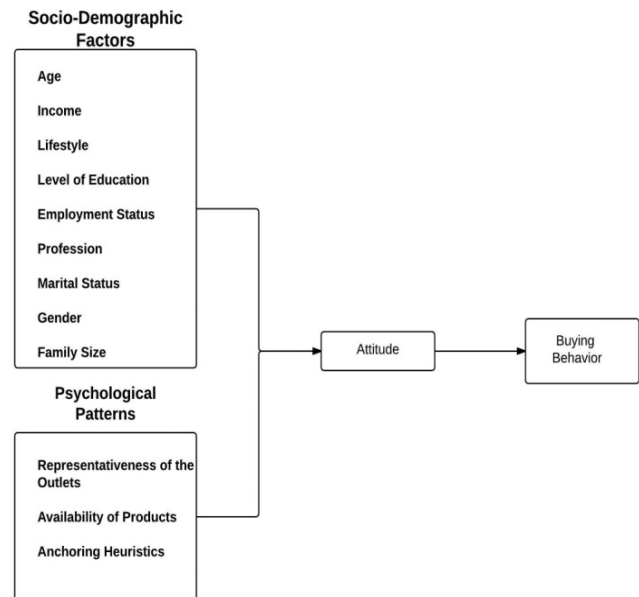 Socio-Demographic
Factors
Age
Income
Lifestyle
Level of Education
Employment Status
Profession
Marital Status
Gender
Family Size
Psychological
Patterns
Representativeness of the
Outlets
Availability of Products
Anchoring Heuristics
Attitude
Buying
Behavior